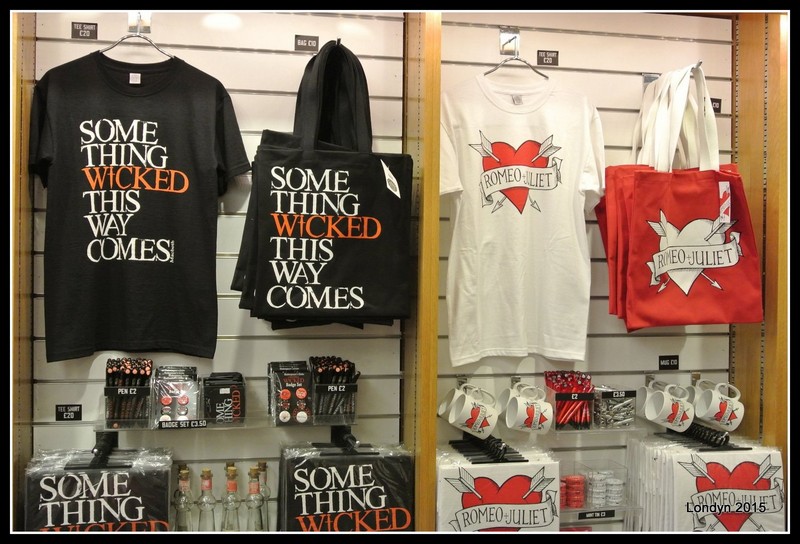 TEE SHIRT
£20
SOME
THING
WICKED
THIS
WAY
COMES
BAG £10
SOME
THING
WICKED
THIS
WAY
COMES
TEE SHIRT
£20
ROMEO + JULIET
ROMEO + JULIET
TEE SHIRT
£20
PEN £2
BADGE SET £3.50
PEN £2
£2
£3.50
MUG £10
SOME
THING
WICKED
SOME
THING
WICKED
ROMEO + JULIET
ROMEO + JULIET
Londyn 2015